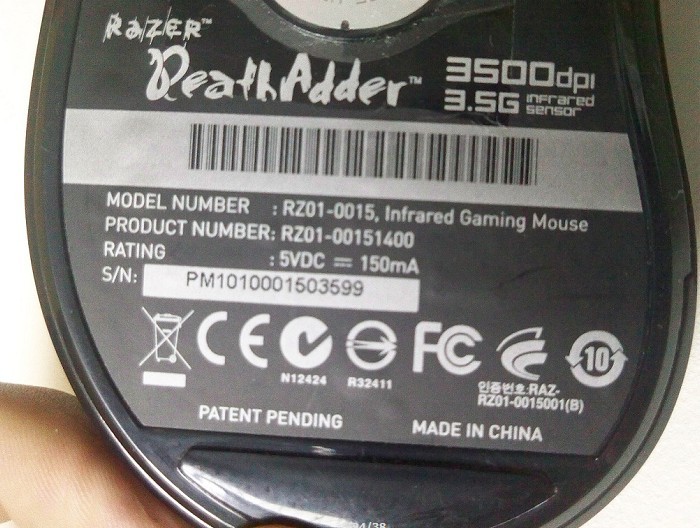 RAZER™
DeathAdder™
3500dpi
3.5G infrared sensor
MODEL NUMBER : RZ01-0015, Infrared Gaming Mouse
PRODUCT NUMBER: RZ01-00151400
RATING : 5VDC ⎓ 150mA
S/N: PM1010001503599
CE FC 10
N12424 R32411
인증번호:RAZ-
RZ01-0015001(B)
PATENT PENDING MADE IN CHINA